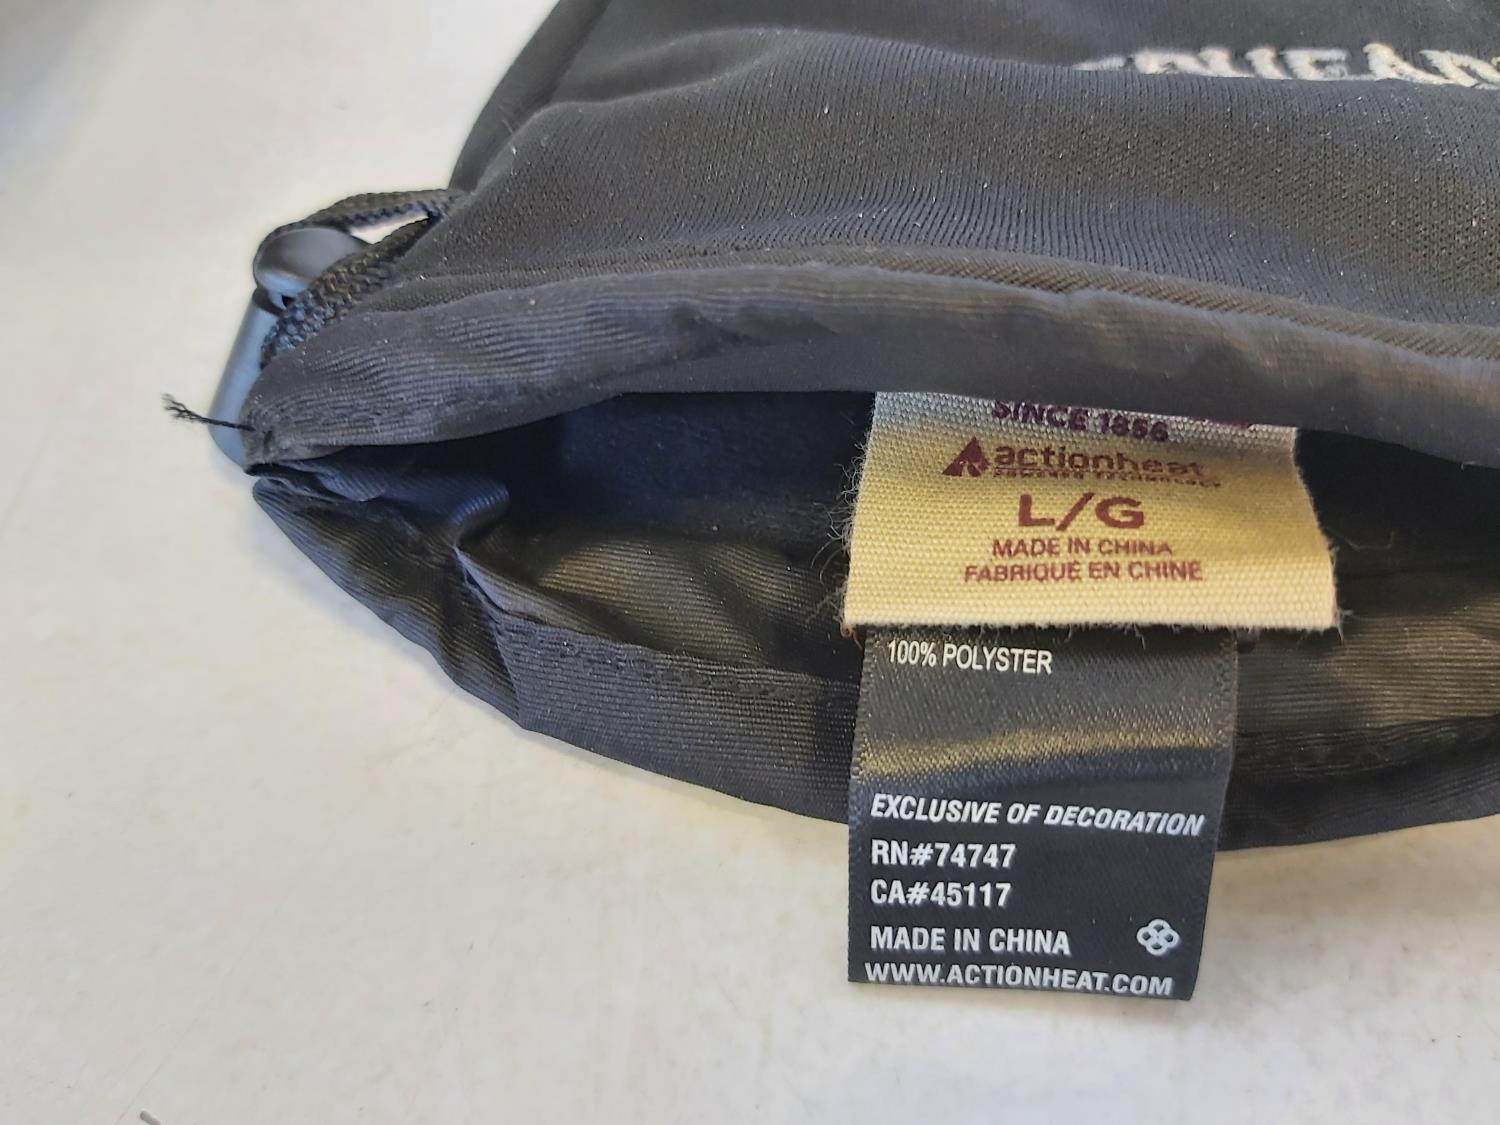 SINCE 1856
actionheat
L/G
MADE IN CHINA
FABRIQUE EN CHINE
100% POLYSTER
EXCLUSIVE OF DECORATION
RN#74747
CA#45117
MADE IN CHINA
WWW.ACTIONHEAT.COM